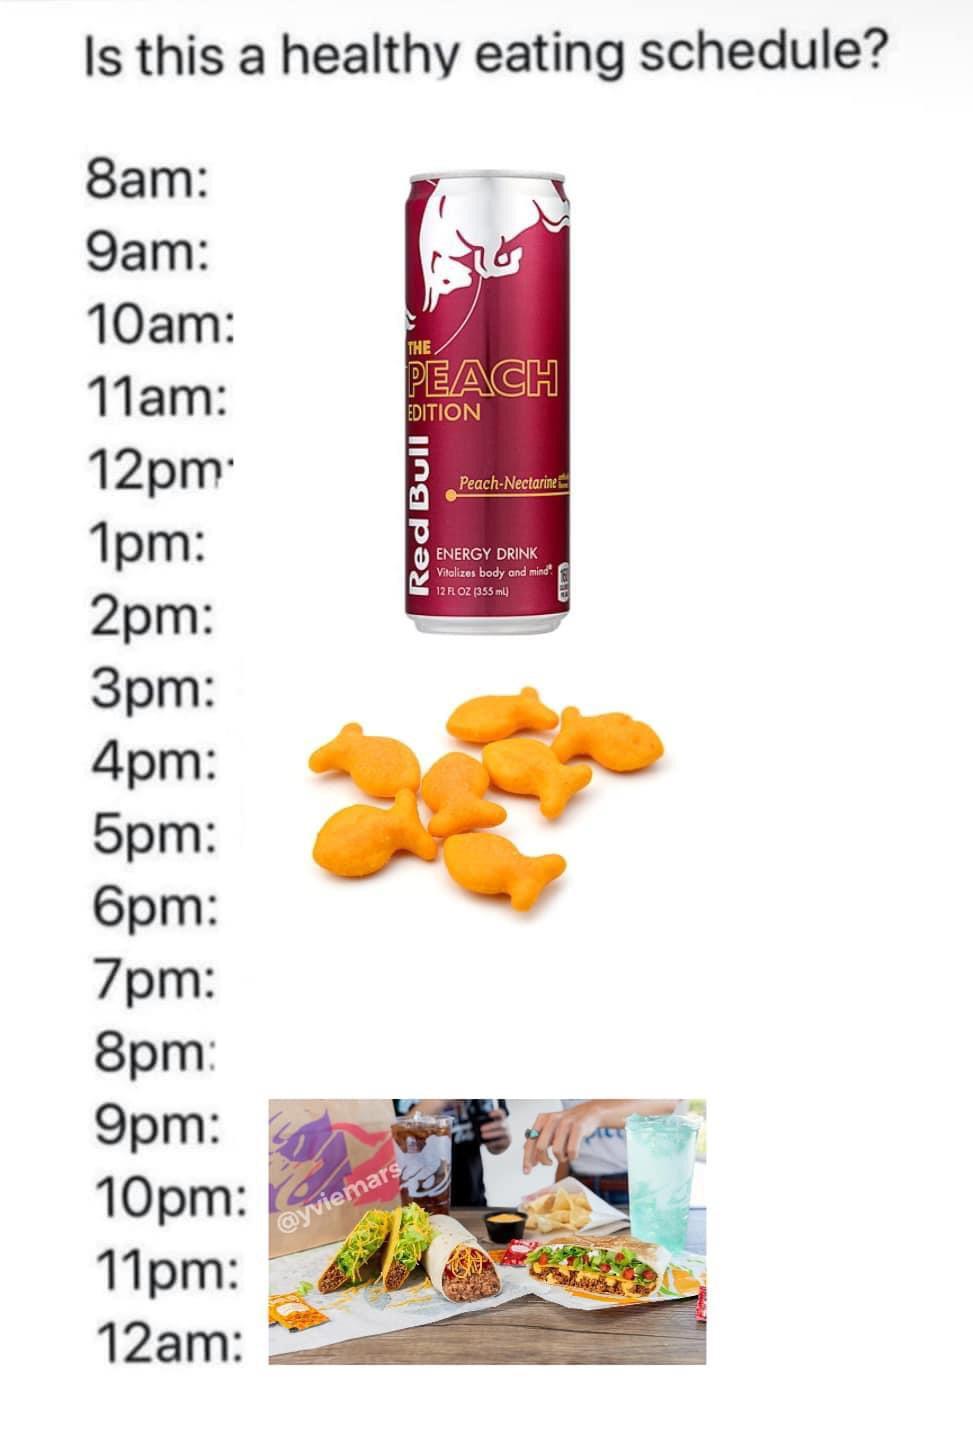 Is this a healthy eating schedule?
8am:
9am:
10am:
11am:
12pm:
1pm:
2pm:
3pm:
4pm:
5pm:
6pm:
7pm:
8pm:
9pm:
10pm:
11pm:
12am:
THE
PEACH
EDITION
Red Bull
Peach-Nectarine
ENERGY DRINK
Vitalizes body and mind®.
12 FL OZ (355 mL)
@yviemars